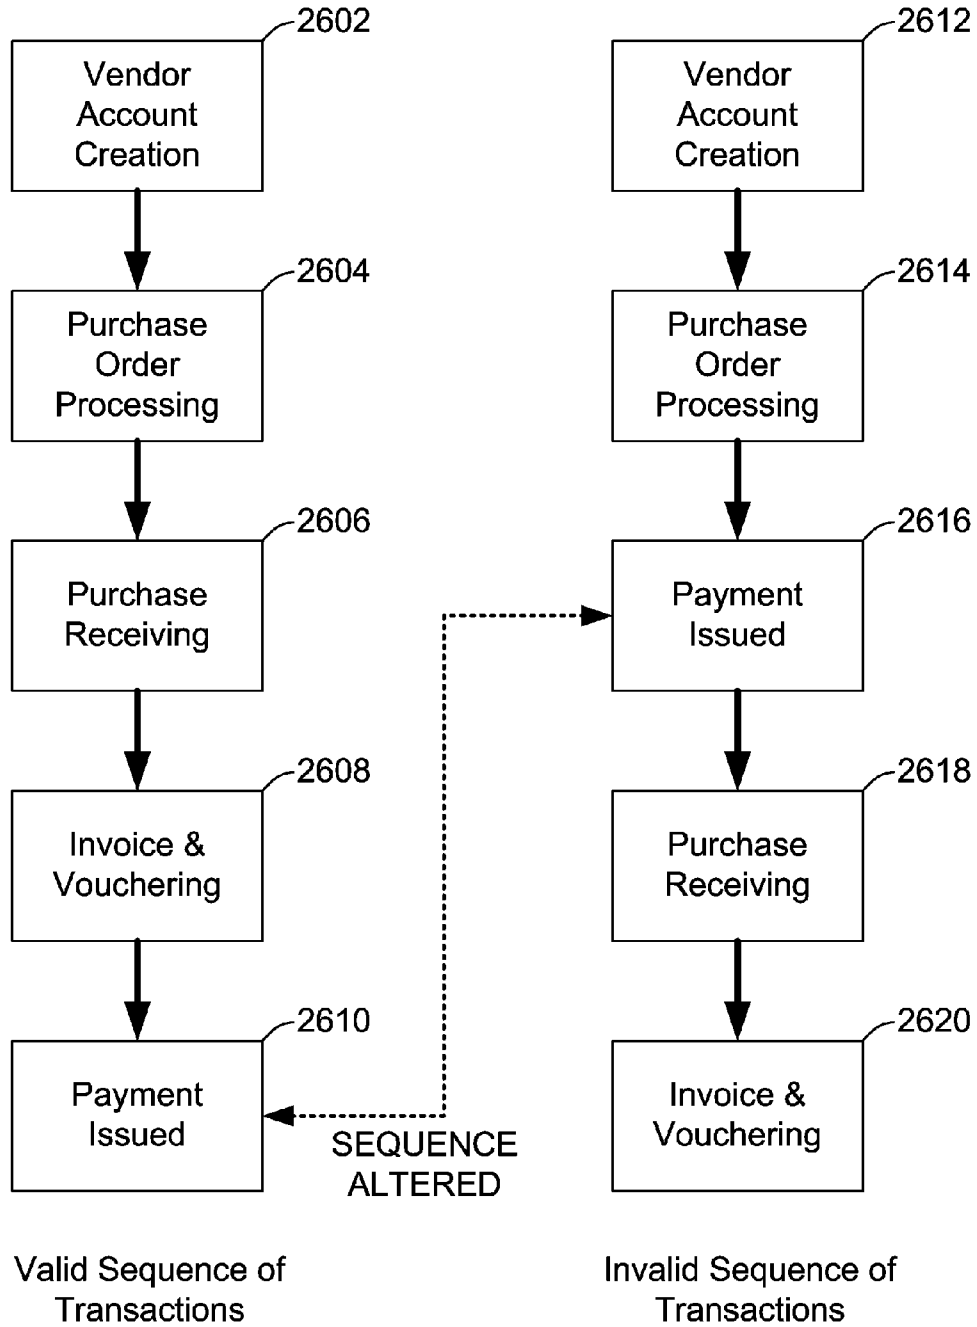 2602
Vendor
Account
Creation
2604
Purchase
Order
Processing
2606
Purchase
Receiving
2608
Invoice &
Vouchering
2610
Payment
Issued
SEQUENCE
ALTERED
Valid Sequence of
Transactions
2612
Vendor
Account
Creation
2614
Purchase
Order
Processing
2616
Payment
Issued
2618
Purchase
Receiving
2620
Invoice &
Vouchering
Invalid Sequence of
Transactions